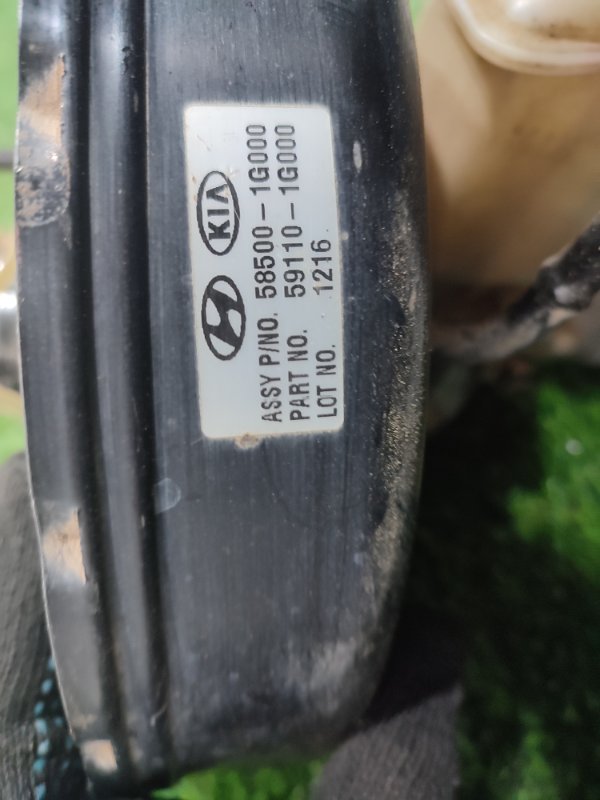 KIA
ASSY P/NO. 58500-1G000
PART NO. 59110-1G000
LOT NO. 1216